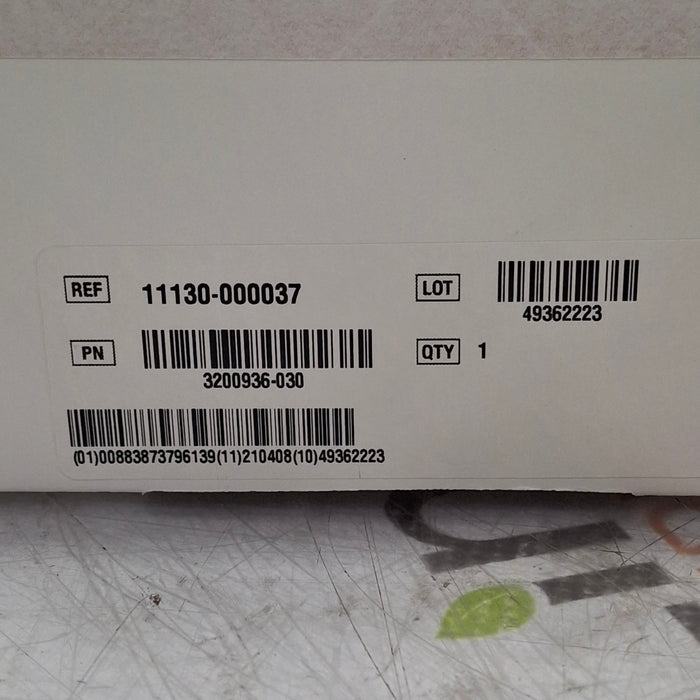 REF 11130-000037
LOT
49362223
PN
3200936-030
QTY 1
(01)00883873796139(11)210408(10)49362223